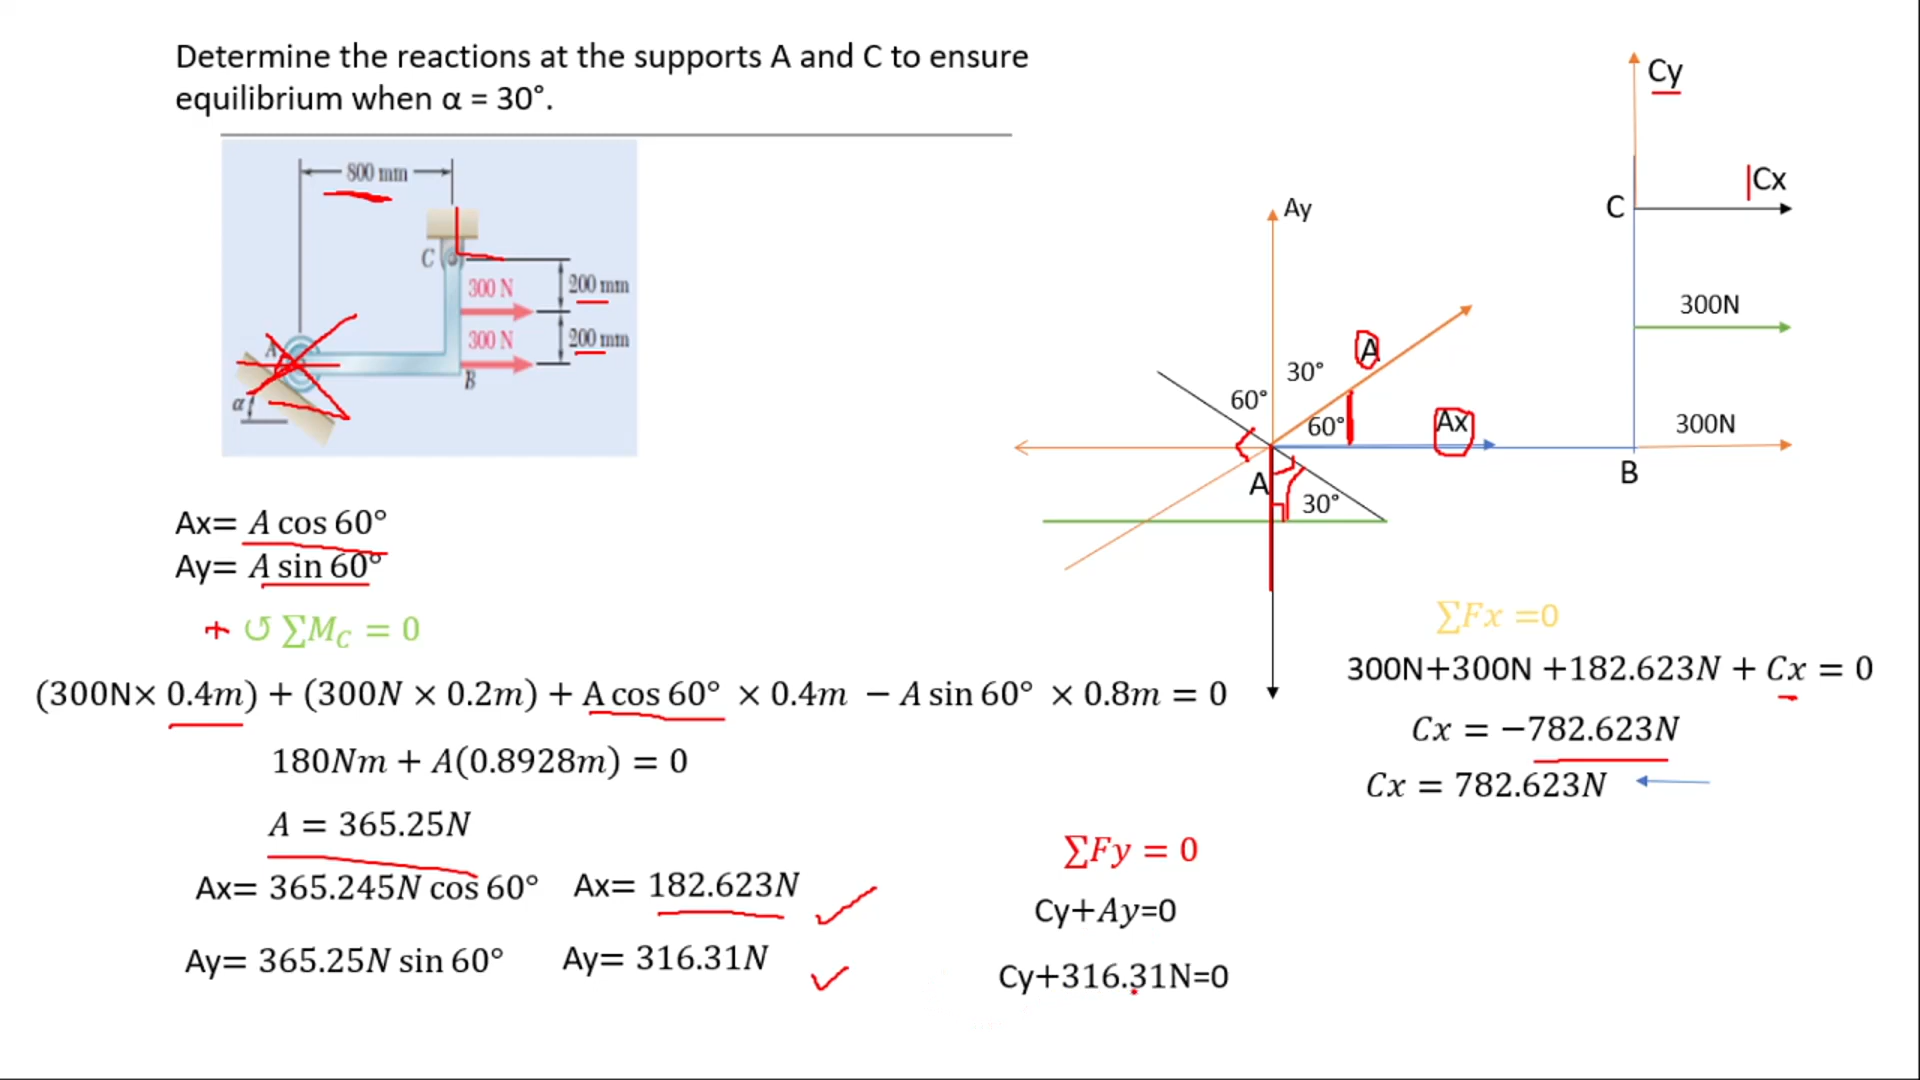 Determine the reactions at the supports A and C to ensure
equilibrium when α = 30°.
800 mm
C
300 N
200 mm
300 N
200 mm
A
B
α
Cy
Cx
C
Ay
300N
A
30°
60°
60°
Ax
300N
A
B
30°
Ax= A cos 60°
Ay= A sin 60°
+ ↺ ∑M_C = 0
(300N× 0.4m) + (300N × 0.2m) + A cos 60° × 0.4m − A sin 60° × 0.8m = 0
180Nm + A(0.8928m) = 0
A = 365.25N
Ax= 365.245N cos 60° Ax= 182.623N
Ay= 365.25N sin 60° Ay= 316.31N
∑Fx =0
300N+300N +182.623N + Cx = 0
Cx = −782.623N
Cx = 782.623N
∑Fy = 0
Cy+Ay=0
Cy+316.31N=0